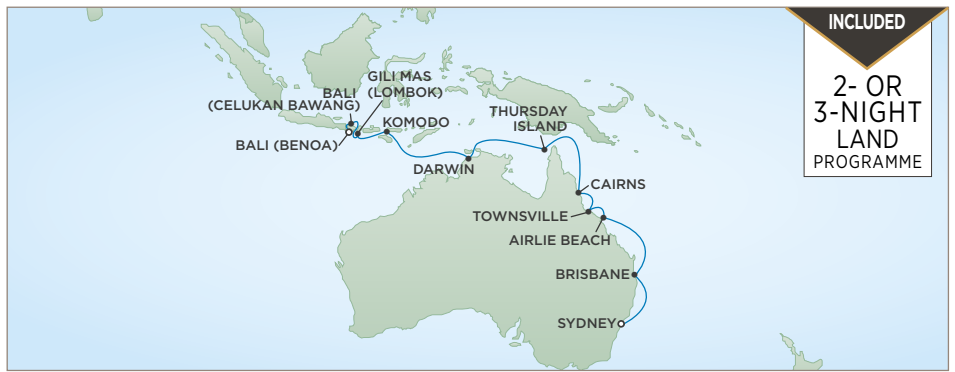 INCLUDED
2- OR
3-NIGHT
LAND
PROGRAMME
GILI MAS
(LOMBOK)
BALI
(CELUKAN BAWANG)
BALI (BENOA)
KOMODO
THURSDAY
ISLAND
DARWIN
CAIRNS
TOWNSVILLE
AIRLIE BEACH
BRISBANE
SYDNEY